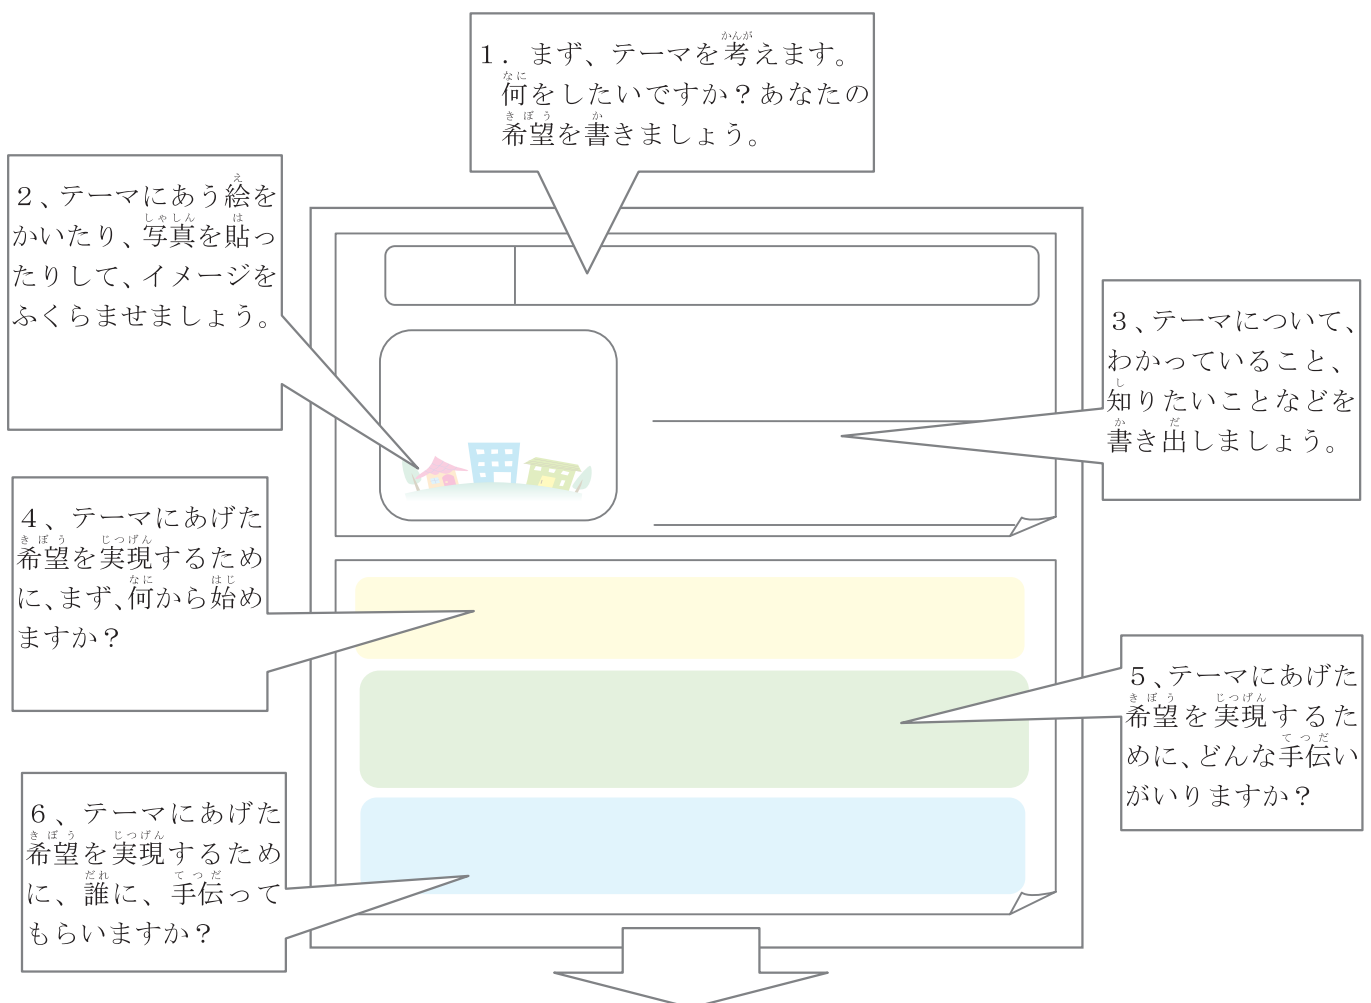 1．まず、テーマを考えます。
何をしたいですか？あなたの
希望を書きましょう。
2、テーマにあう絵を
かいたり、写真を貼っ
たりして、イメージを
ふくらませましょう。
3、テーマについて、
わかっていること、
知りたいことなどを
書き出しましょう。
4、テーマにあげた
希望を実現するため
に、まず、何から始め
ますか？
5、テーマにあげた
希望を実現するた
めに、どんな手伝い
がいりますか？
6、テーマにあげた
希望を実現するため
に、誰に、手伝って
もらいますか？